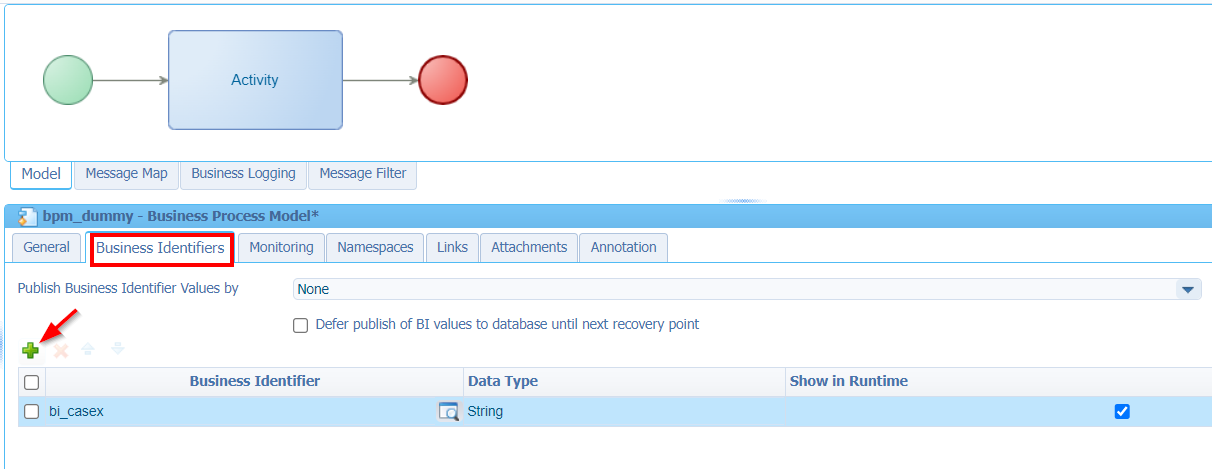 Activity
Model
Message Map
Business Logging
Message Filter
bpm_dummy - Business Process Model*
General
Business Identifiers
Monitoring
Namespaces
Links
Attachments
Annotation
Publish Business Identifier Values by
None
Defer publish of BI values to database until next recovery point
Business Identifier
Data Type
Show in Runtime
bi_casex
String